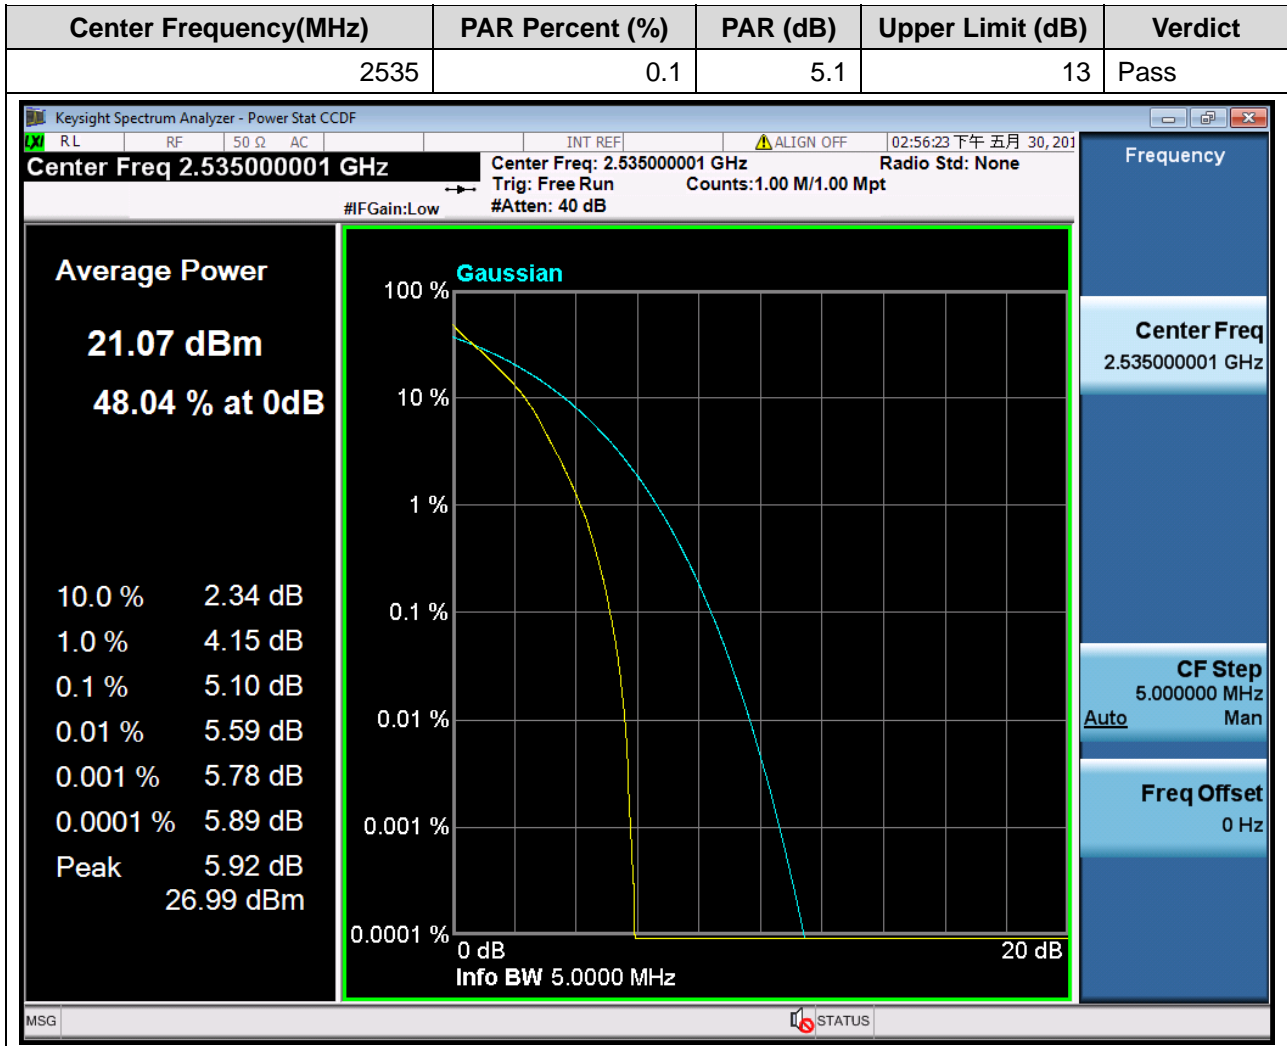 Center Frequency(MHz) PAR Percent (%) PAR (dB) Upper Limit (dB) Verdict
2535 0.1 5.1 13 Pass
Keysight Spectrum Analyzer - Power Stat CCDF
LXI RL RF 50 Ω AC INT REF ALIGN OFF 02:56:23 下午 五月 30, 201
Center Freq 2.535000001 GHz
#IFGain:Low
Center Freq: 2.535000001 GHz Radio Std: None
Trig: Free Run Counts:1.00 M/1.00 Mpt
#Atten: 40 dB
Average Power
21.07 dBm
48.04 % at 0dB
10.0 % 2.34 dB
1.0 % 4.15 dB
0.1 % 5.10 dB
0.01 % 5.59 dB
0.001 % 5.78 dB
0.0001 % 5.89 dB
Peak 5.92 dB
26.99 dBm
Gaussian
100 %
10 %
1 %
0.1 %
0.01 %
0.001 %
0.0001 %
0 dB 20 dB
Info BW 5.0000 MHz
Frequency
Center Freq
2.535000001 GHz
CF Step
5.000000 MHz
Auto Man
Freq Offset
0 Hz
MSG STATUS